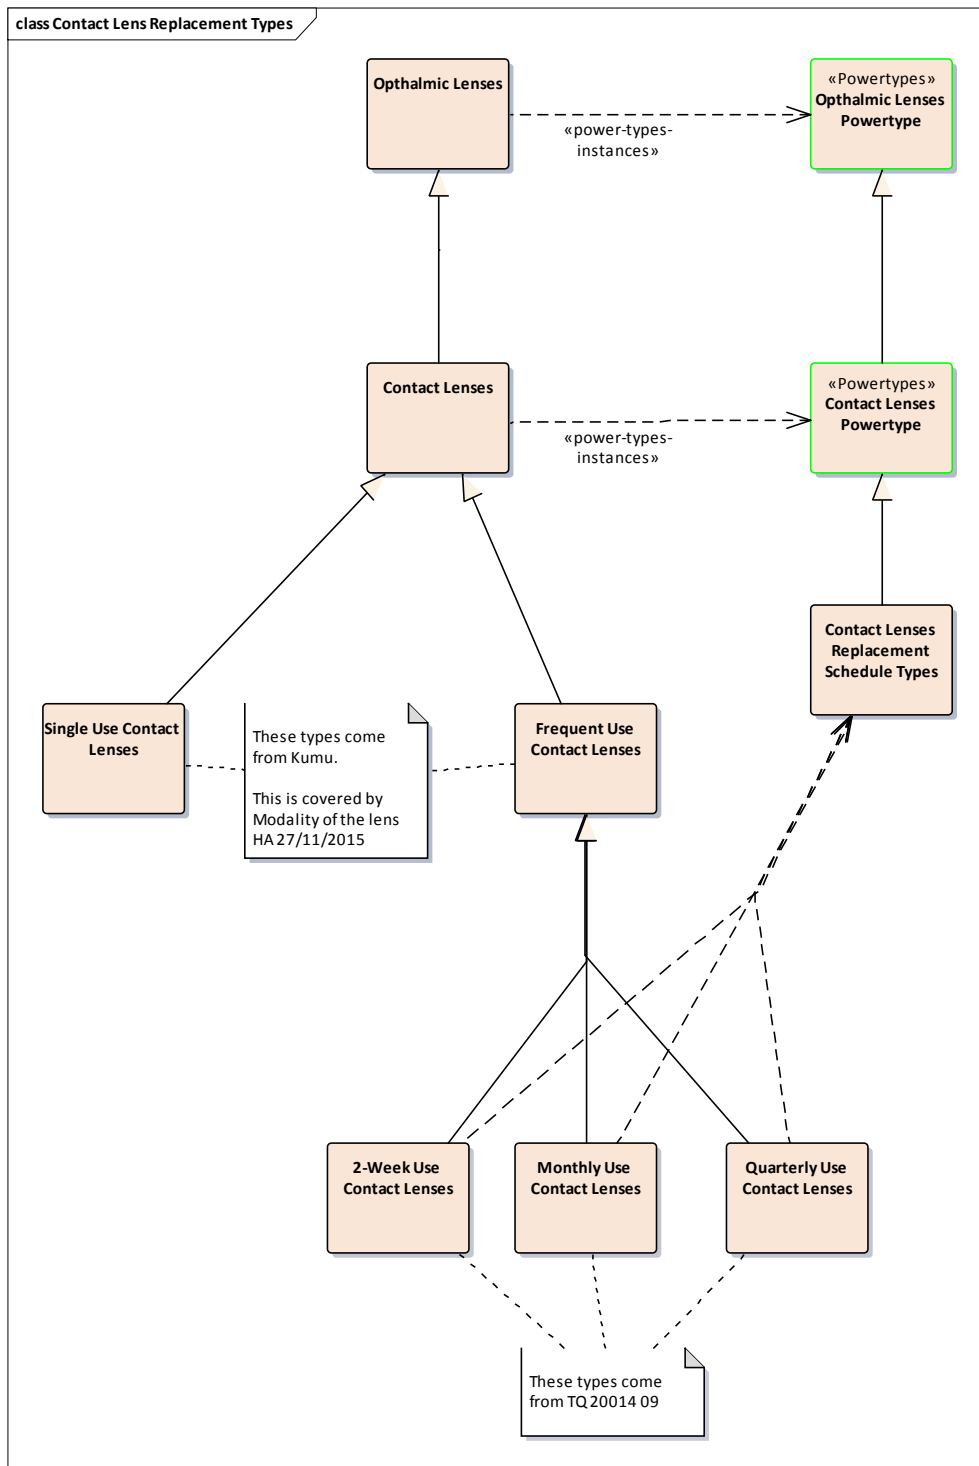 class Contact Lens Replacement Types
Opthalmic Lenses
«Powertypes»
Opthalmic Lenses
Powertype
«power-types-
instances»
Contact Lenses
«Powertypes»
Contact Lenses
Powertype
«power-types-
instances»
Contact Lenses
Replacement
Schedule Types
Single Use Contact
Lenses
These types come
from Kumu.
This is covered by
Modality of the lens
HA 27/11/2015
Frequent Use
Contact Lenses
2-Week Use
Contact Lenses
Monthly Use
Contact Lenses
Quarterly Use
Contact Lenses
These types come
from TQ 20014 09